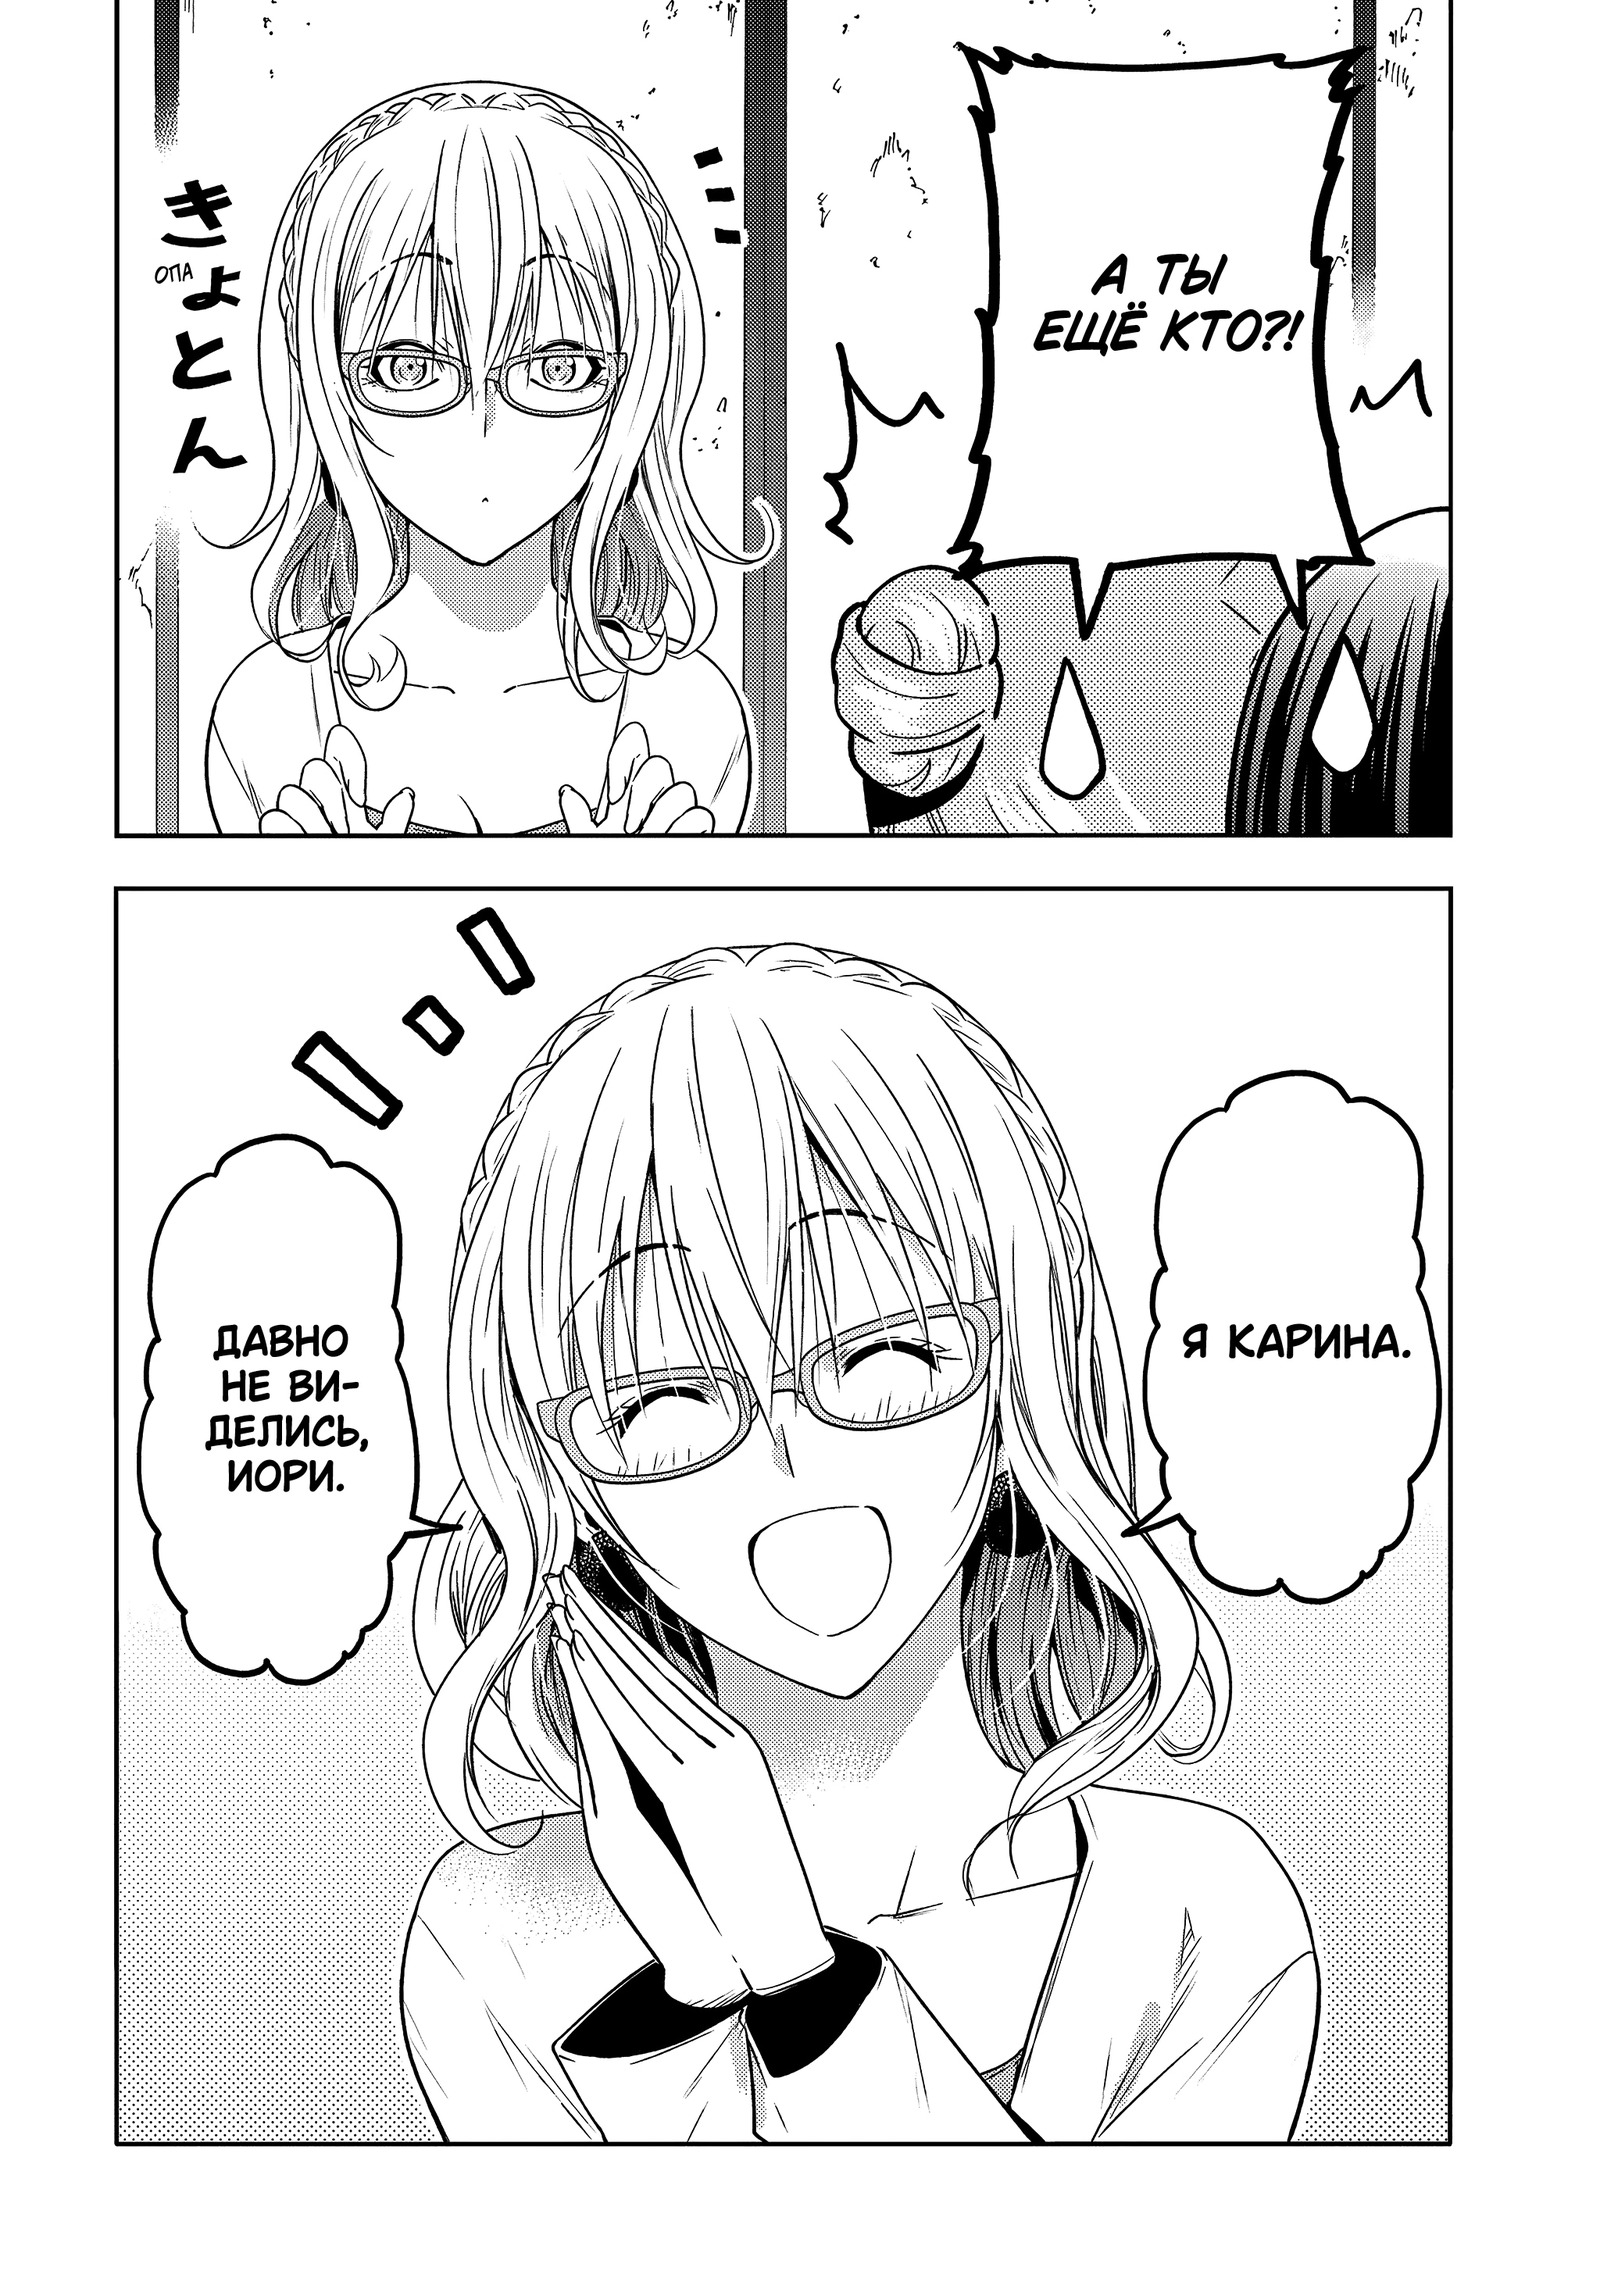 А ТЫ
ЕЩЁ КТО?!
きょとん
ОПА
Я КАРИНА.
ДАВНО
НЕ ВИ-
ДЕЛИСЬ,
ИОРИ.